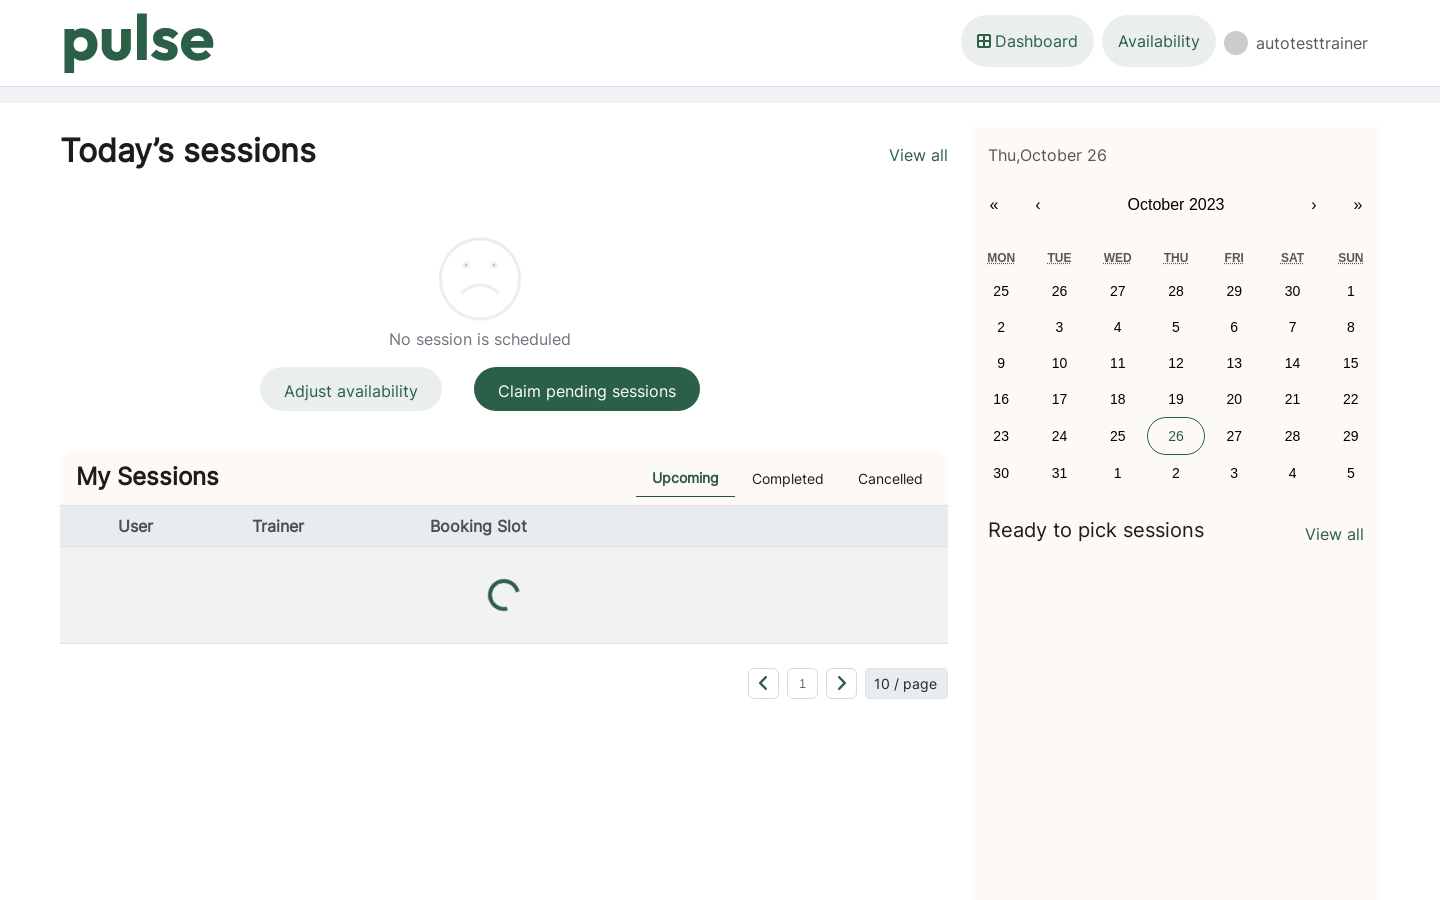 pulse
Dashboard
Availability
autotesttrainer
Today’s sessions
View all
No session is scheduled
Adjust availability
Claim pending sessions
My Sessions
Upcoming
Completed
Cancelled
User Trainer Booking Slot
1
10 / page
Thu,October 26
« ‹ October 2023 › »
MON TUE WED THU FRI SAT SUN
25 26 27 28 29 30 1
2 3 4 5 6 7 8
9 10 11 12 13 14 15
16 17 18 19 20 21 22
23 24 25 26 27 28 29
30 31 1 2 3 4 5
Ready to pick sessions
View all